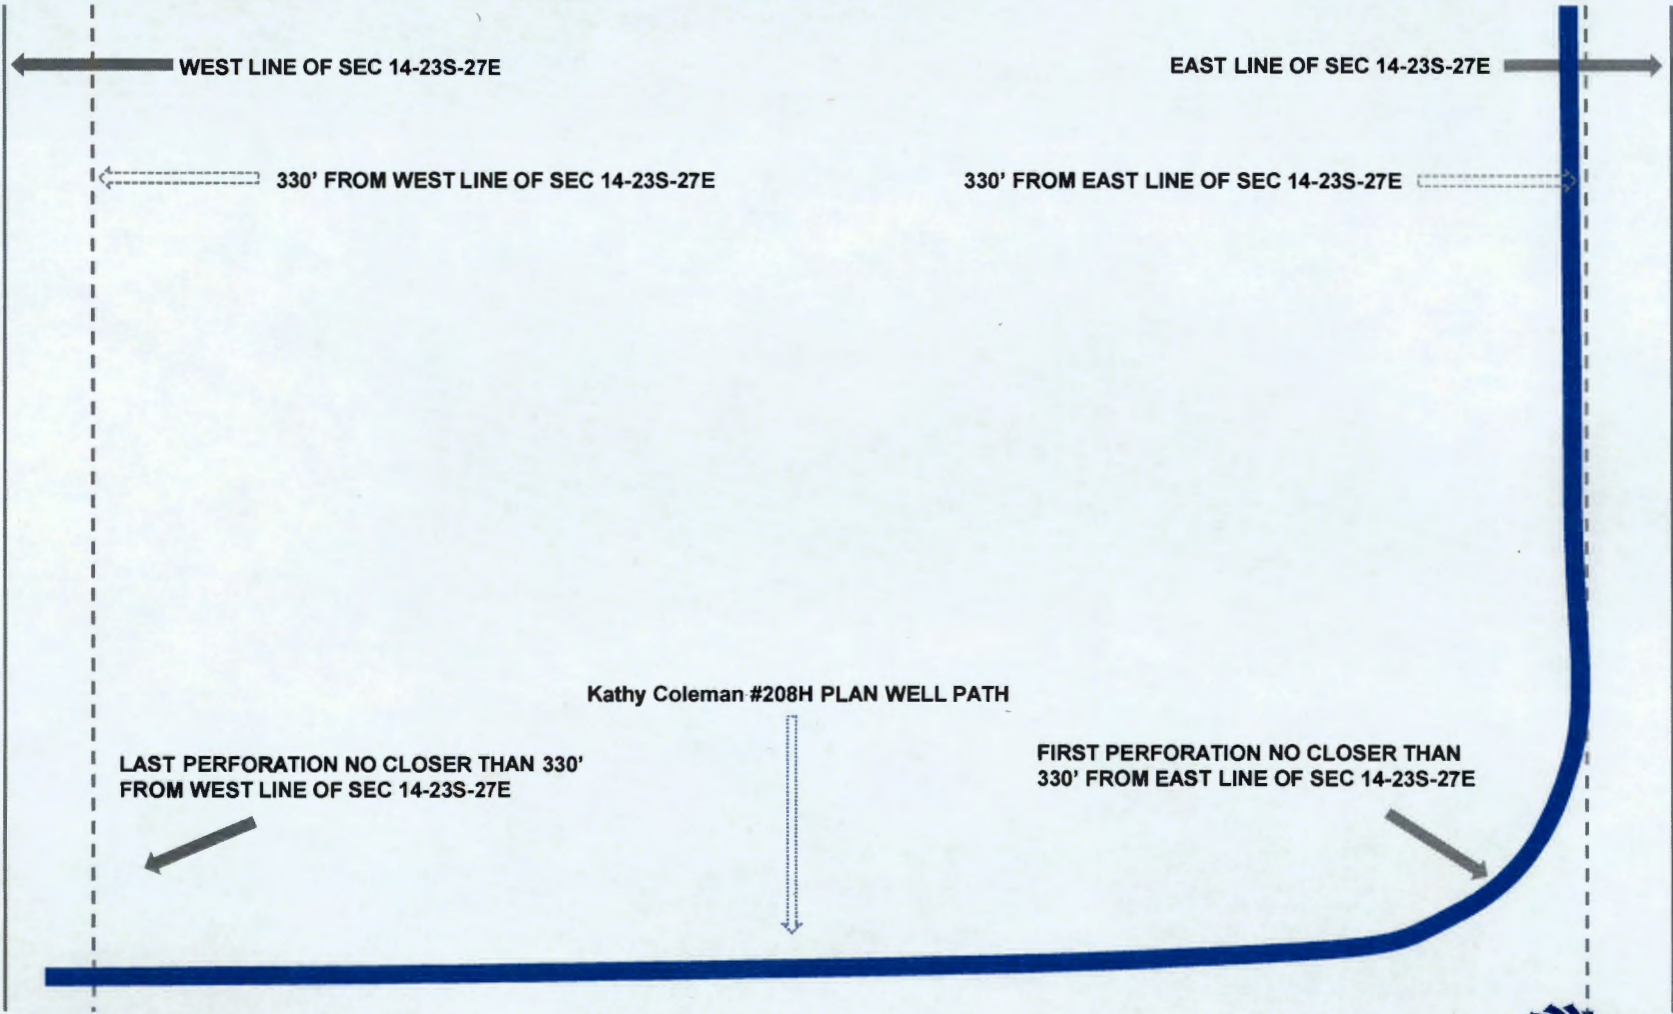 WEST LINE OF SEC 14-23S-27E
EAST LINE OF SEC 14-23S-27E
330' FROM WEST LINE OF SEC 14-23S-27E
330' FROM EAST LINE OF SEC 14-23S-27E
Kathy Coleman #208H PLAN WELL PATH
LAST PERFORATION NO CLOSER THAN 330'
FROM WEST LINE OF SEC 14-23S-27E
FIRST PERFORATION NO CLOSER THAN
330' FROM EAST LINE OF SEC 14-23S-27E